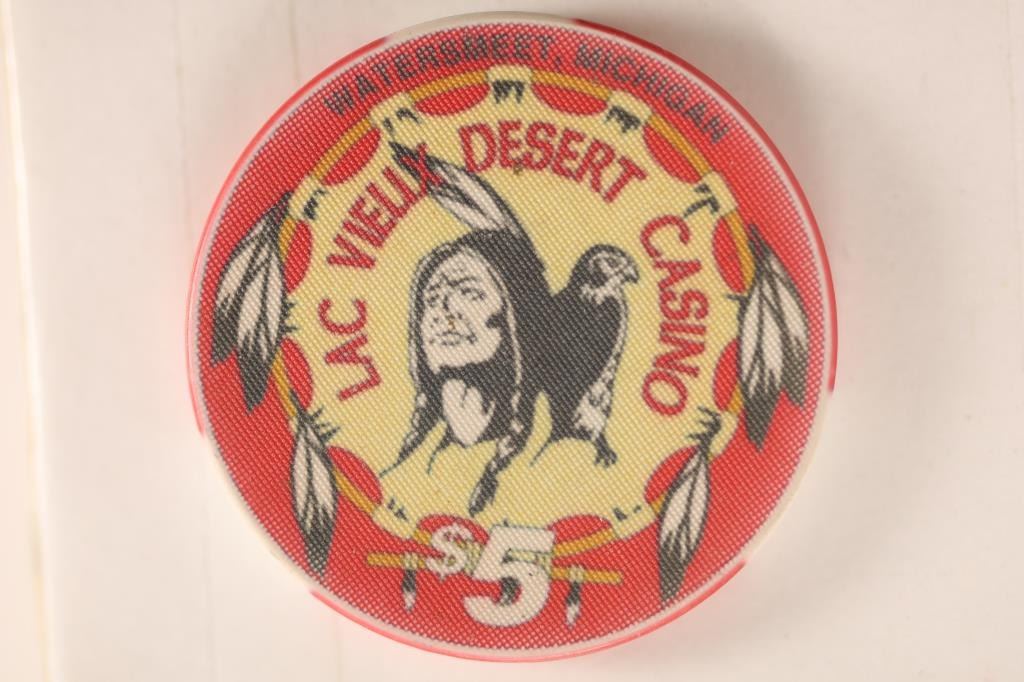 WATERSMEET, MICHIGAN
LAC VIEUX DESERT CASINO
$5